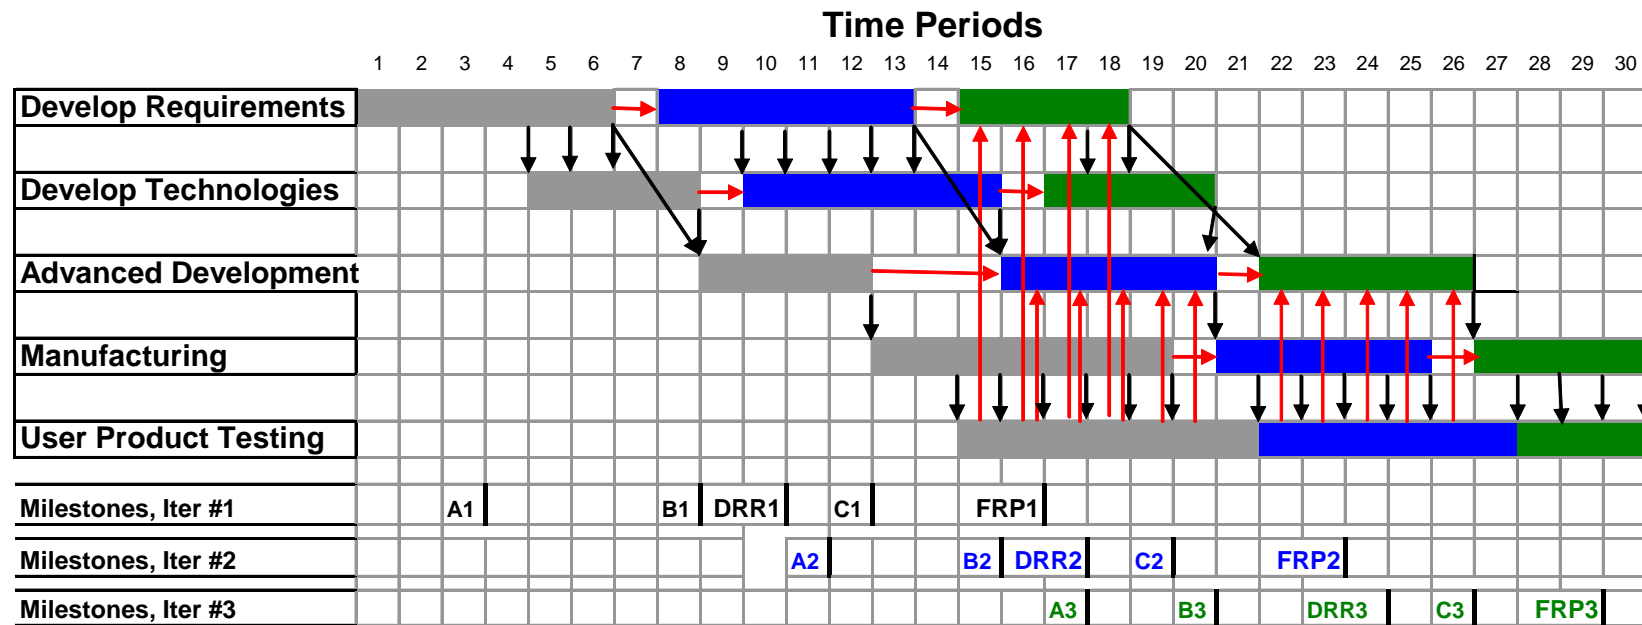 Time Periods
1 2 3 4 5 6 7 8 9 10 11 12 13 14 15 16 17 18 19 20 21 22 23 24 25 26 27 28 29 30
Develop Requirements
Develop Technologies
Advanced Development
Manufacturing
User Product Testing
Milestones, Iter #1 A1 B1 DRR1 C1 FRP1
Milestones, Iter #2 A2 B2 DRR2 C2 FRP2
Milestones, Iter #3 A3 B3 DRR3 C3 FRP3